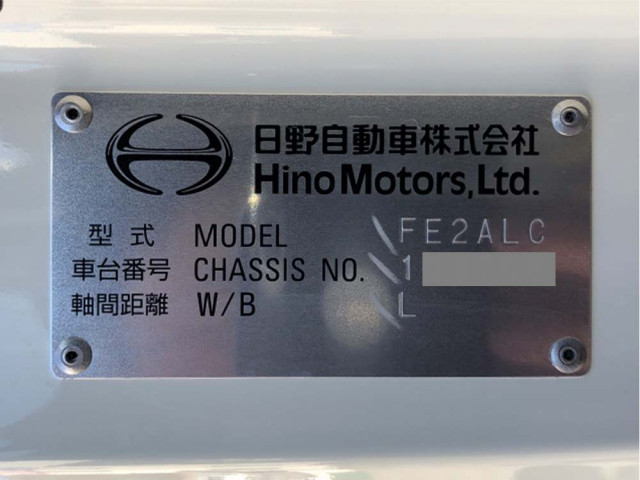 日野自動車株式会社
Hino Motors, Ltd.
型式 MODEL \FE2ALC
車台番号 CHASSIS NO. \1
軸間距離 W/B \L